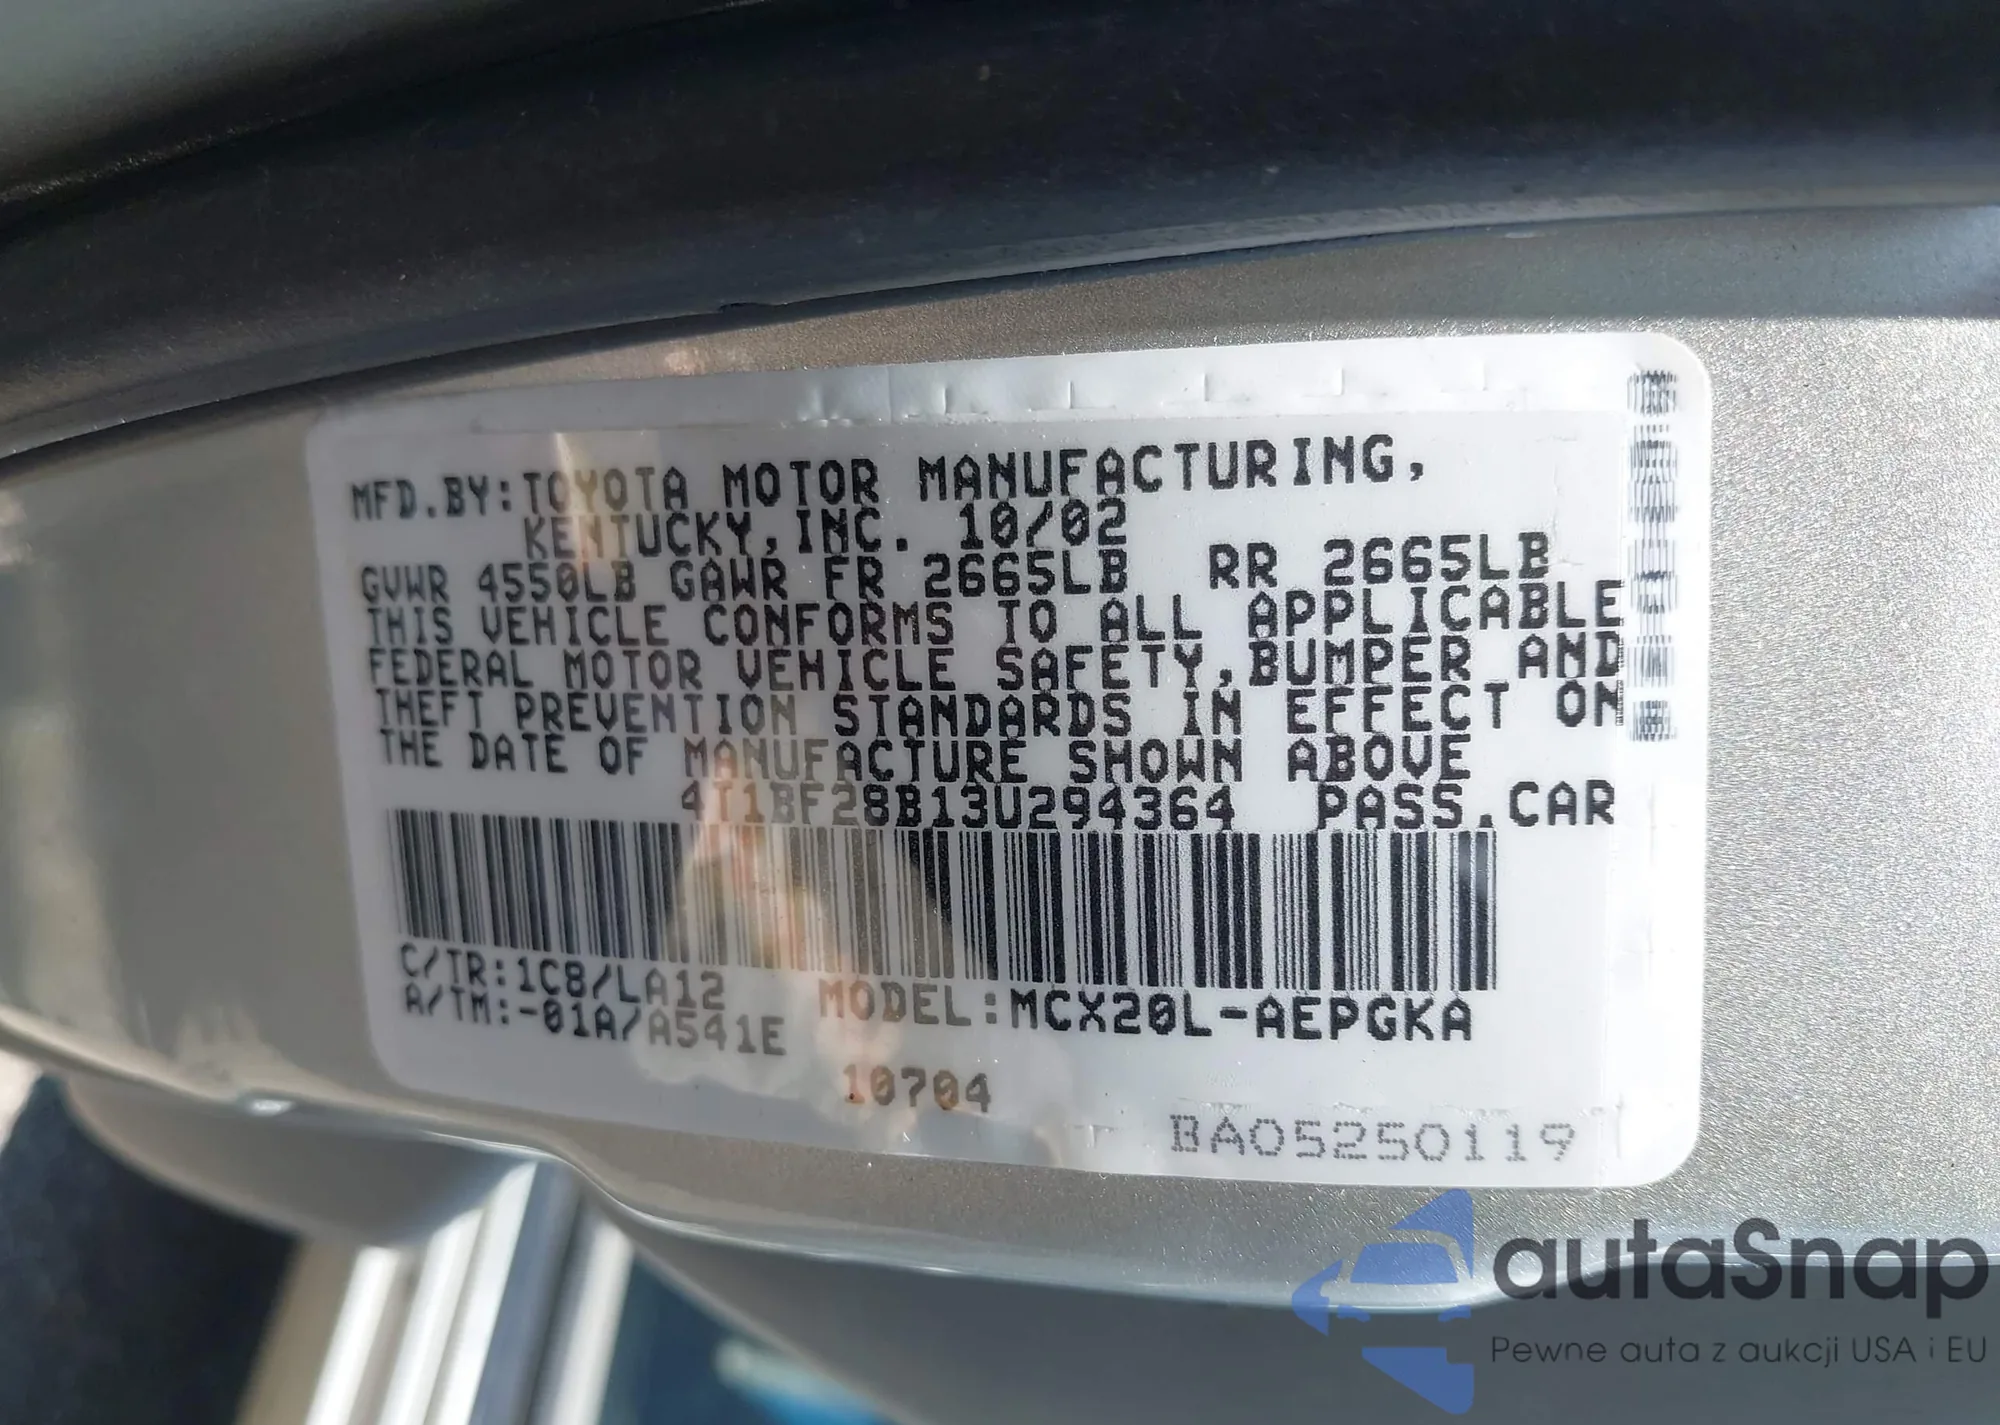 MFD.BY:TOYOTA MOTOR MANUFACTURING,
KENTUCKY,INC. 10/02
GVWR 4550LB GAWR FR 2665LB RR 2665LB
THIS VEHICLE CONFORMS TO ALL APPLICABLE
FEDERAL MOTOR VEHICLE SAFETY,BUMPER AND
THEFT PREVENTION STANDARDS IN EFFECT ON
THE DATE OF MANUFACTURE SHOWN ABOVE
4T1BF28B13U294364 PASS.CAR
C/TR:1C8/LA12
A/TM:-01A/A541E
MODEL:MCX20L-AEPGKA
10704
BA05250119
autaSnap
Pewne auta z aukcji USA i EU